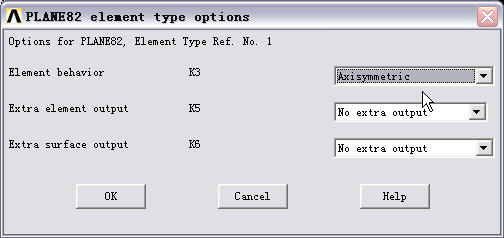 PLANE82 element type options
Options for PLANE82, Element Type Ref. No. 1
Element behavior K3 Axisymmetric
Extra element output K5 No extra output
Extra surface output K6 No extra output
OK Cancel Help